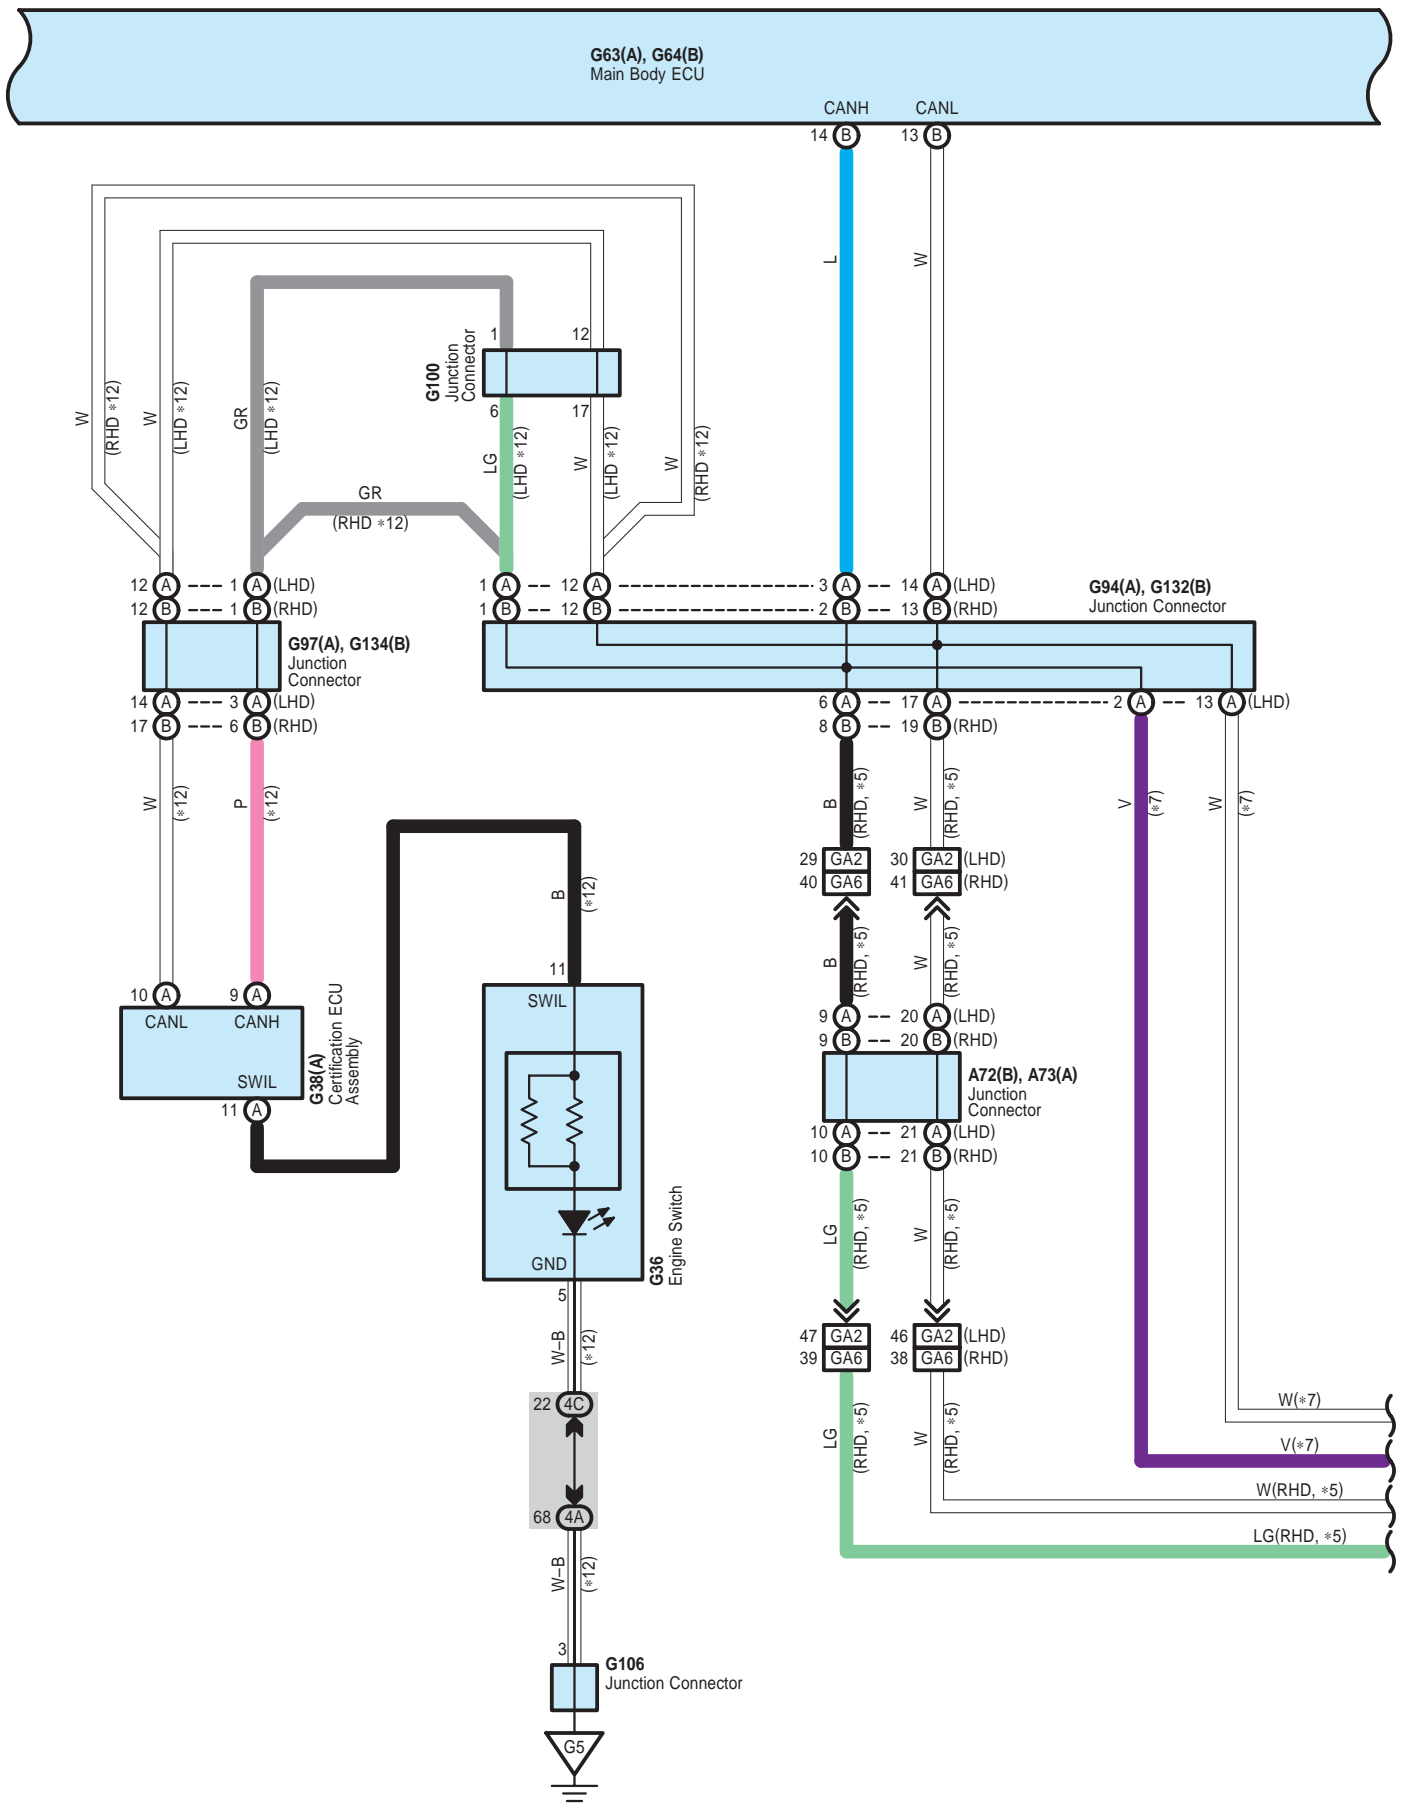 G63(A), G64(B)
Main Body ECU
CANH CANL
14 B 13 B
L
W
W
(RHD *12)
W
(LHD *12)
GR
(LHD *12)
1 12
G100
Junction
Connector
6 17
LG
(LHD *12)
W
(LHD *12)
W
(RHD *12)
GR
(RHD *12)
12 A 1 A (LHD)
12 B 1 B (RHD)
1 A 12 A 3 A 14 A (LHD)
1 B 12 B 2 B 13 B (RHD)
G94(A), G132(B)
Junction Connector
G97(A), G134(B)
Junction
Connector
14 A 3 A (LHD)
17 B 6 B (RHD)
6 A 17 A 2 A 13 A (LHD)
8 B 19 B (RHD)
W
(*12)
P
(*12)
B
(*12)
B
(RHD, *5)
W
(RHD, *5)
V
(*7)
W
(*7)
29 GA2 30 GA2 (LHD)
40 GA6 41 GA6 (RHD)
B
(RHD, *5)
W
(RHD, *5)
10 A 9 A
CANL CANH
SWIL
11 A
G38(A)
Certification ECU
Assembly
11
SWIL
GND
5
G36
Engine Switch
9 A 20 A (LHD)
9 B 20 B (RHD)
A72(B), A73(A)
Junction
Connector
10 A 21 A (LHD)
10 B 21 B (RHD)
LG
(RHD, *5)
W
(RHD, *5)
47 GA2 46 GA2 (LHD)
39 GA6 38 GA6 (RHD)
LG
(RHD, *5)
W
(RHD, *5)
W-B
(*12)
22 4C
68 4A
W-B
(*12)
W(*7)
V(*7)
W(RHD, *5)
LG(RHD, *5)
3
G106
Junction Connector
G5